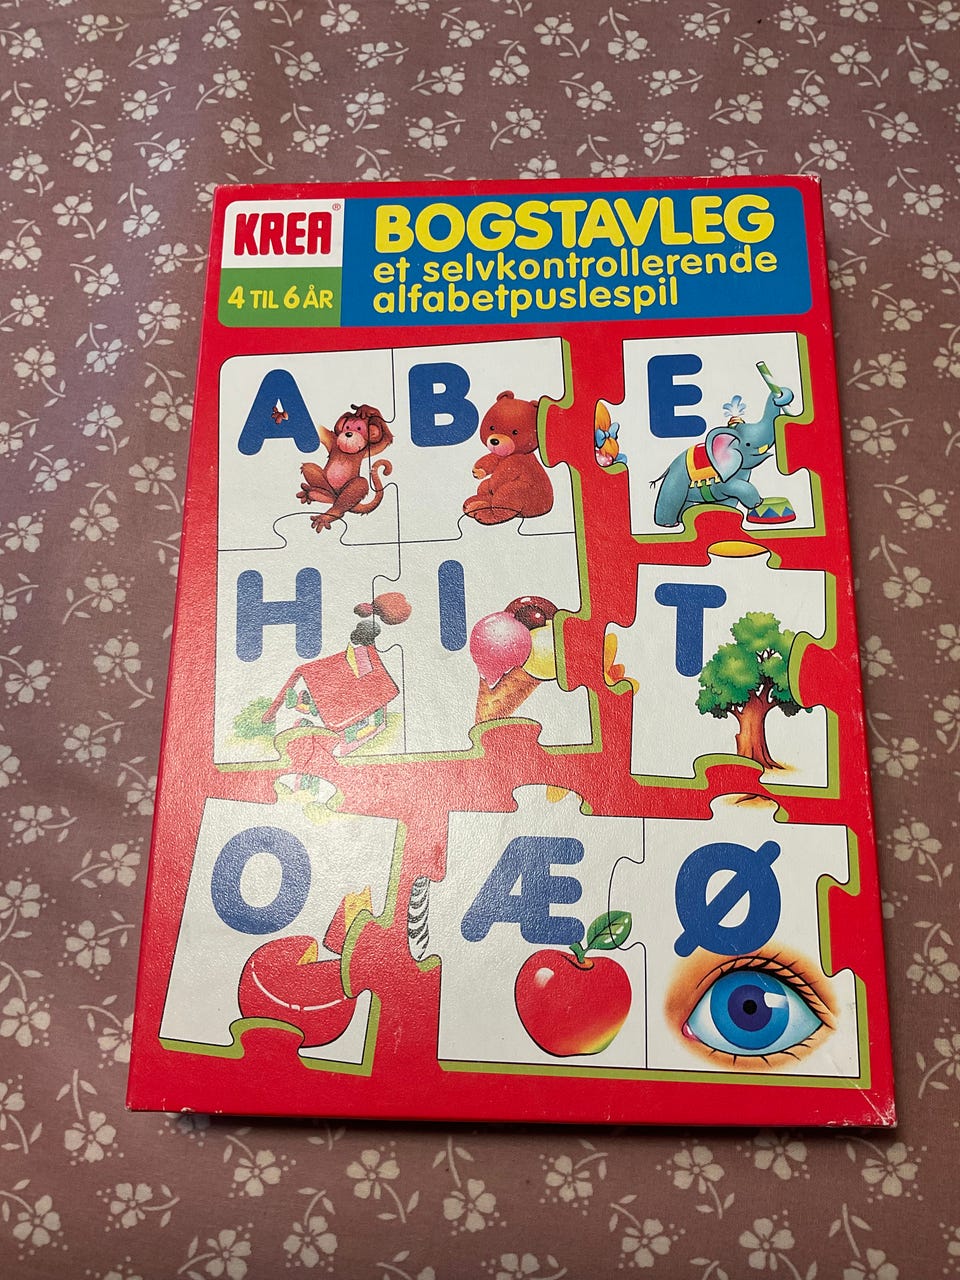 KREA®
4 TIL 6 ÅR
BOGSTAVLEG
et selvkontrollerende
alfabetpuslespil
A B E
H I T
O Æ Ø